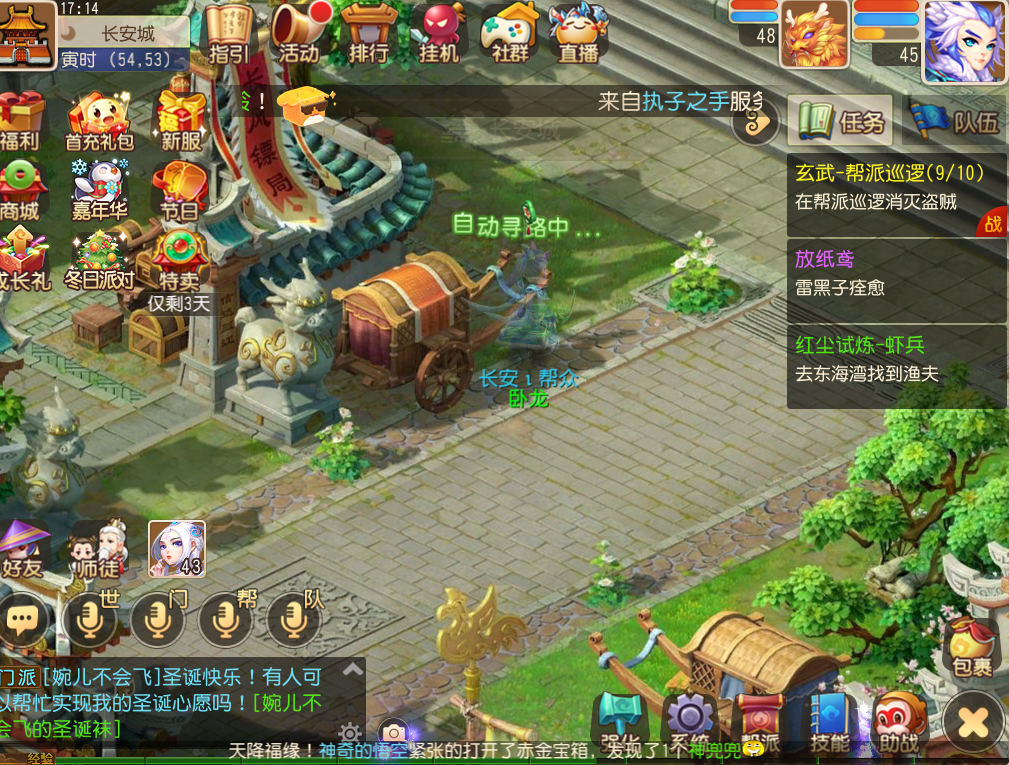 17:14
长安城
寅时（54,53）
指引
活动
排行
挂机
社群
直播
48
45
福利
首充礼包
新服
！
来自执子之手服务
任务
队伍
商城
嘉年华
节日
成长礼
冬日派对
特卖
仅剩3天
长风镖局
自动寻路中...
玄武-帮派巡逻(9/10)
在帮派巡逻消灭盗贼
战
放纸鸢
雷黑子痊愈
红尘试炼-虾兵
去东海湾找到渔夫
长安 1 帮众
卧龙
好友
师徒
43
世
门
帮
队
门派[婉儿不会飞]圣诞快乐！有人可
以帮忙实现我的圣诞心愿吗！[婉儿不
会飞的圣诞袜]
包裹
强化
系统
帮派
技能
助战
天降福缘！神奇的悟空紧张的打开了赤金宝箱，发现了1个神兜兜
经验